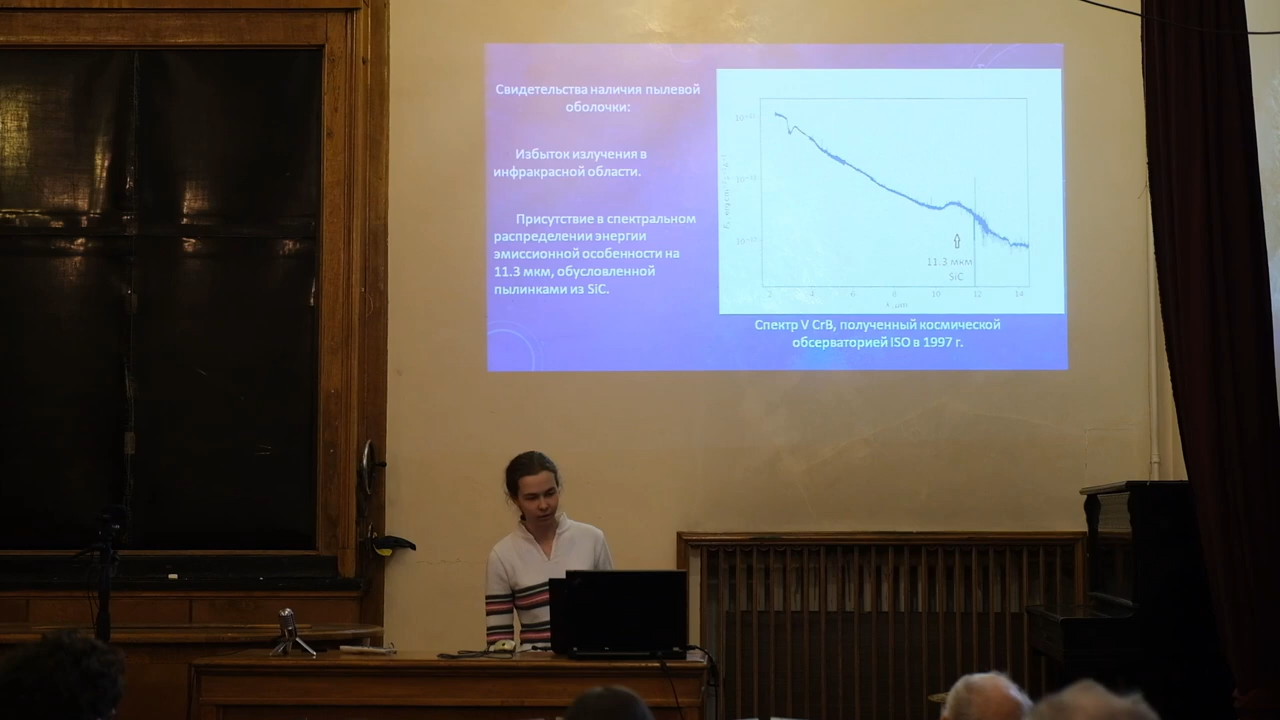 Свидетельства наличия пылевой
оболочки:
Избыток излучения в
инфракрасной области.
Присутствие в спектральном
распределении энергии
эмиссионной особенности на
11.3 мкм, обусловленной
пылинками из SiC.
11.3 мкм
SiC
2 4 6 8 10 12 14
Спектр V CrB, полученный космической
обсерваторией ISO в 1997 г.